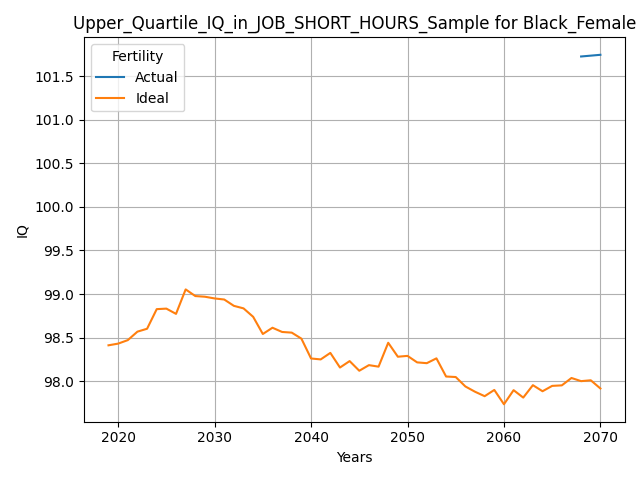 Upper_Quartile_IQ_in_JOB_SHORT_HOURS_Sample for Black_Female
Fertility
Actual
Ideal
101.5
101.0
100.5
100.0
99.5
99.0
98.5
98.0
IQ
2020 2030 2040 2050 2060 2070
Years